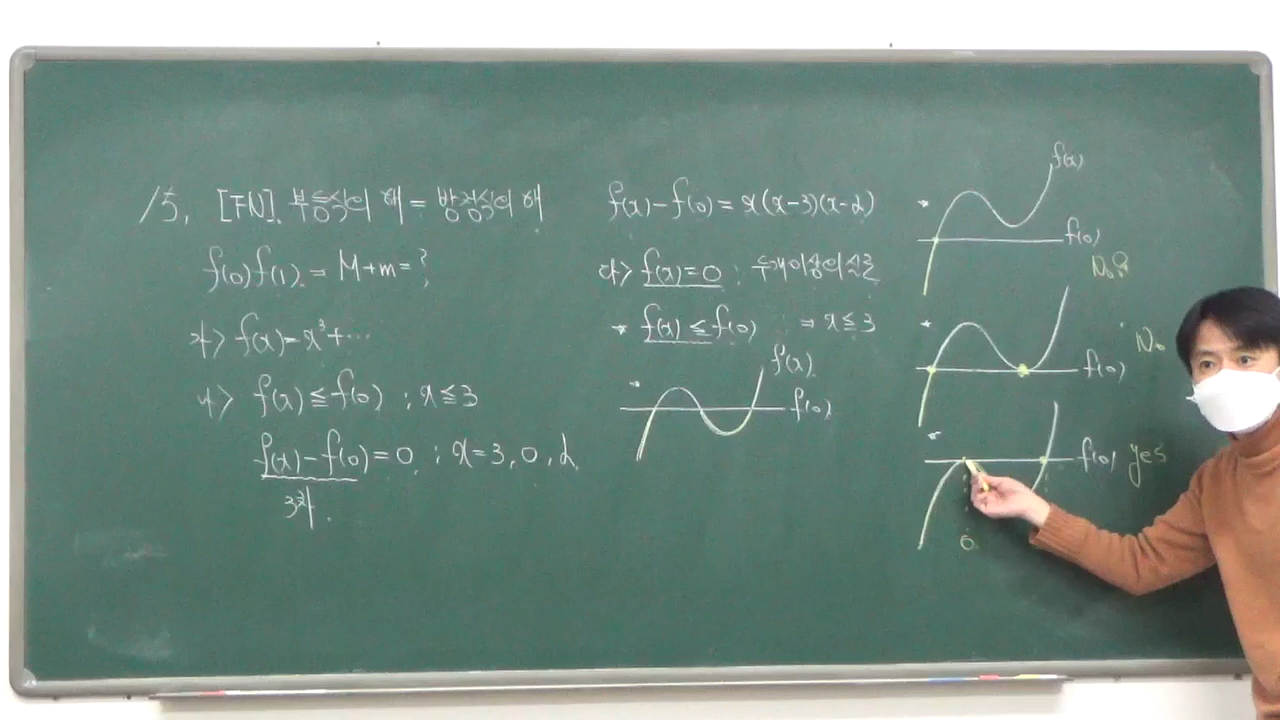 15. [FN] 부등식의 해 = 방정식의 해
f(0)f(1) = M+m = ?
가> f(x) = x³+…
나> f(x) ≦ f(0) ; x ≦ 3
f(x) - f(0) = 0 ; x = 3, 0, α
3차.
f(x) - f(0) = x(x-3)(x-α)
다> f(x) = 0 ; 두개이상의 실근
f(x) ≤ f(0) ⇒ x ≦ 3
f(x)
f(0)
f(x)
f(0)
f(0)
No
f(0) yes
0